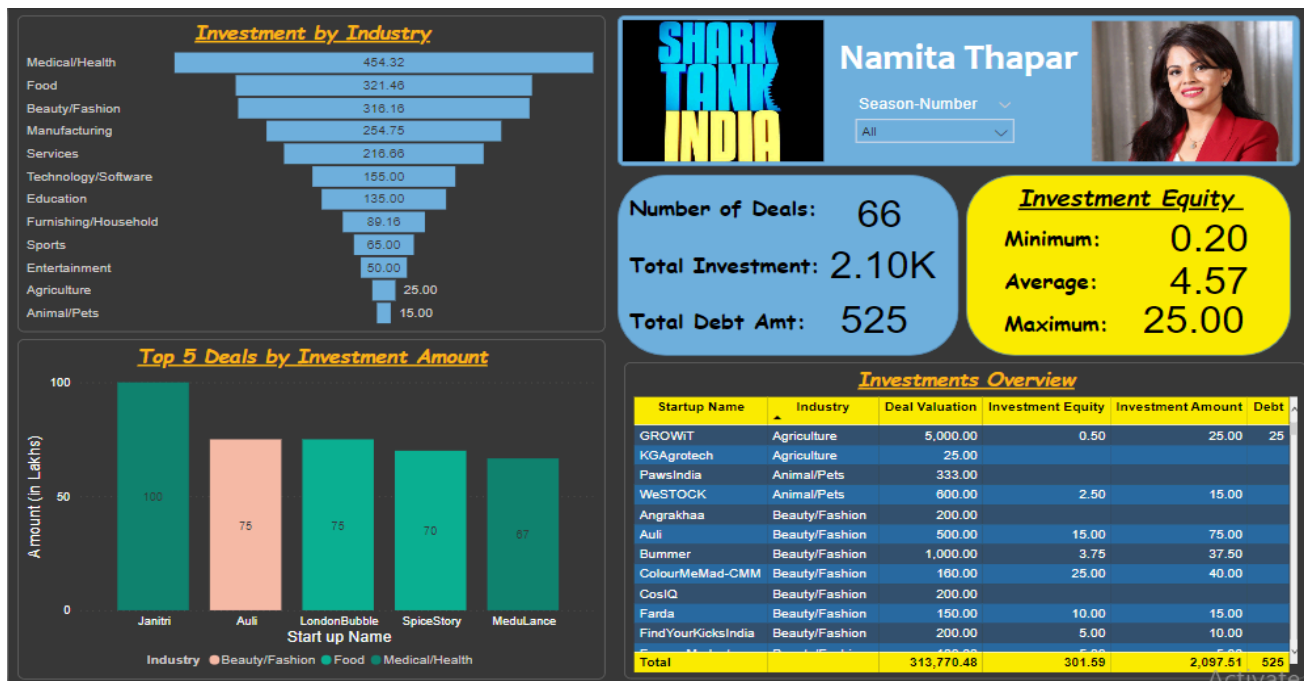 Investment by Industry
Medical/Health 454.32
Food 321.46
Beauty/Fashion 316.16
Manufacturing 254.75
Services 216.66
Technology/Software 155.00
Education 135.00
Furnishing/Household 89.16
Sports 65.00
Entertainment 50.00
Agriculture 25.00
Animal/Pets 15.00
SHARK
TANK
INDIA
Namita Thapar
Season-Number
All
Number of Deals: 66
Total Investment: 2.10K
Total Debt Amt: 525
Investment Equity
Minimum: 0.20
Average: 4.57
Maximum: 25.00
Top 5 Deals by Investment Amount
Amount (in Lakhs)
100
50
0
100
75
75
70
67
Janitri Auli LondonBubble SpiceStory MeduLance
Start up Name
Industry Beauty/Fashion Food Medical/Health
Investments Overview
Startup Name Industry Deal Valuation Investment Equity Investment Amount Debt
GROWiT Agriculture 5,000.00 0.50 25.00 25
KGAgrotech Agriculture 25.00
PawsIndia Animal/Pets 333.00
WeSTOCK Animal/Pets 600.00 2.50 15.00
Angrakhaa Beauty/Fashion 200.00
Auli Beauty/Fashion 500.00 15.00 75.00
Bummer Beauty/Fashion 1,000.00 3.75 37.50
ColourMeMad-CMM Beauty/Fashion 160.00 25.00 40.00
CosIQ Beauty/Fashion 200.00
Farda Beauty/Fashion 150.00 10.00 15.00
FindYourKicksIndia Beauty/Fashion 200.00 5.00 10.00
Total 313,770.48 301.59 2,097.51 525
Activate